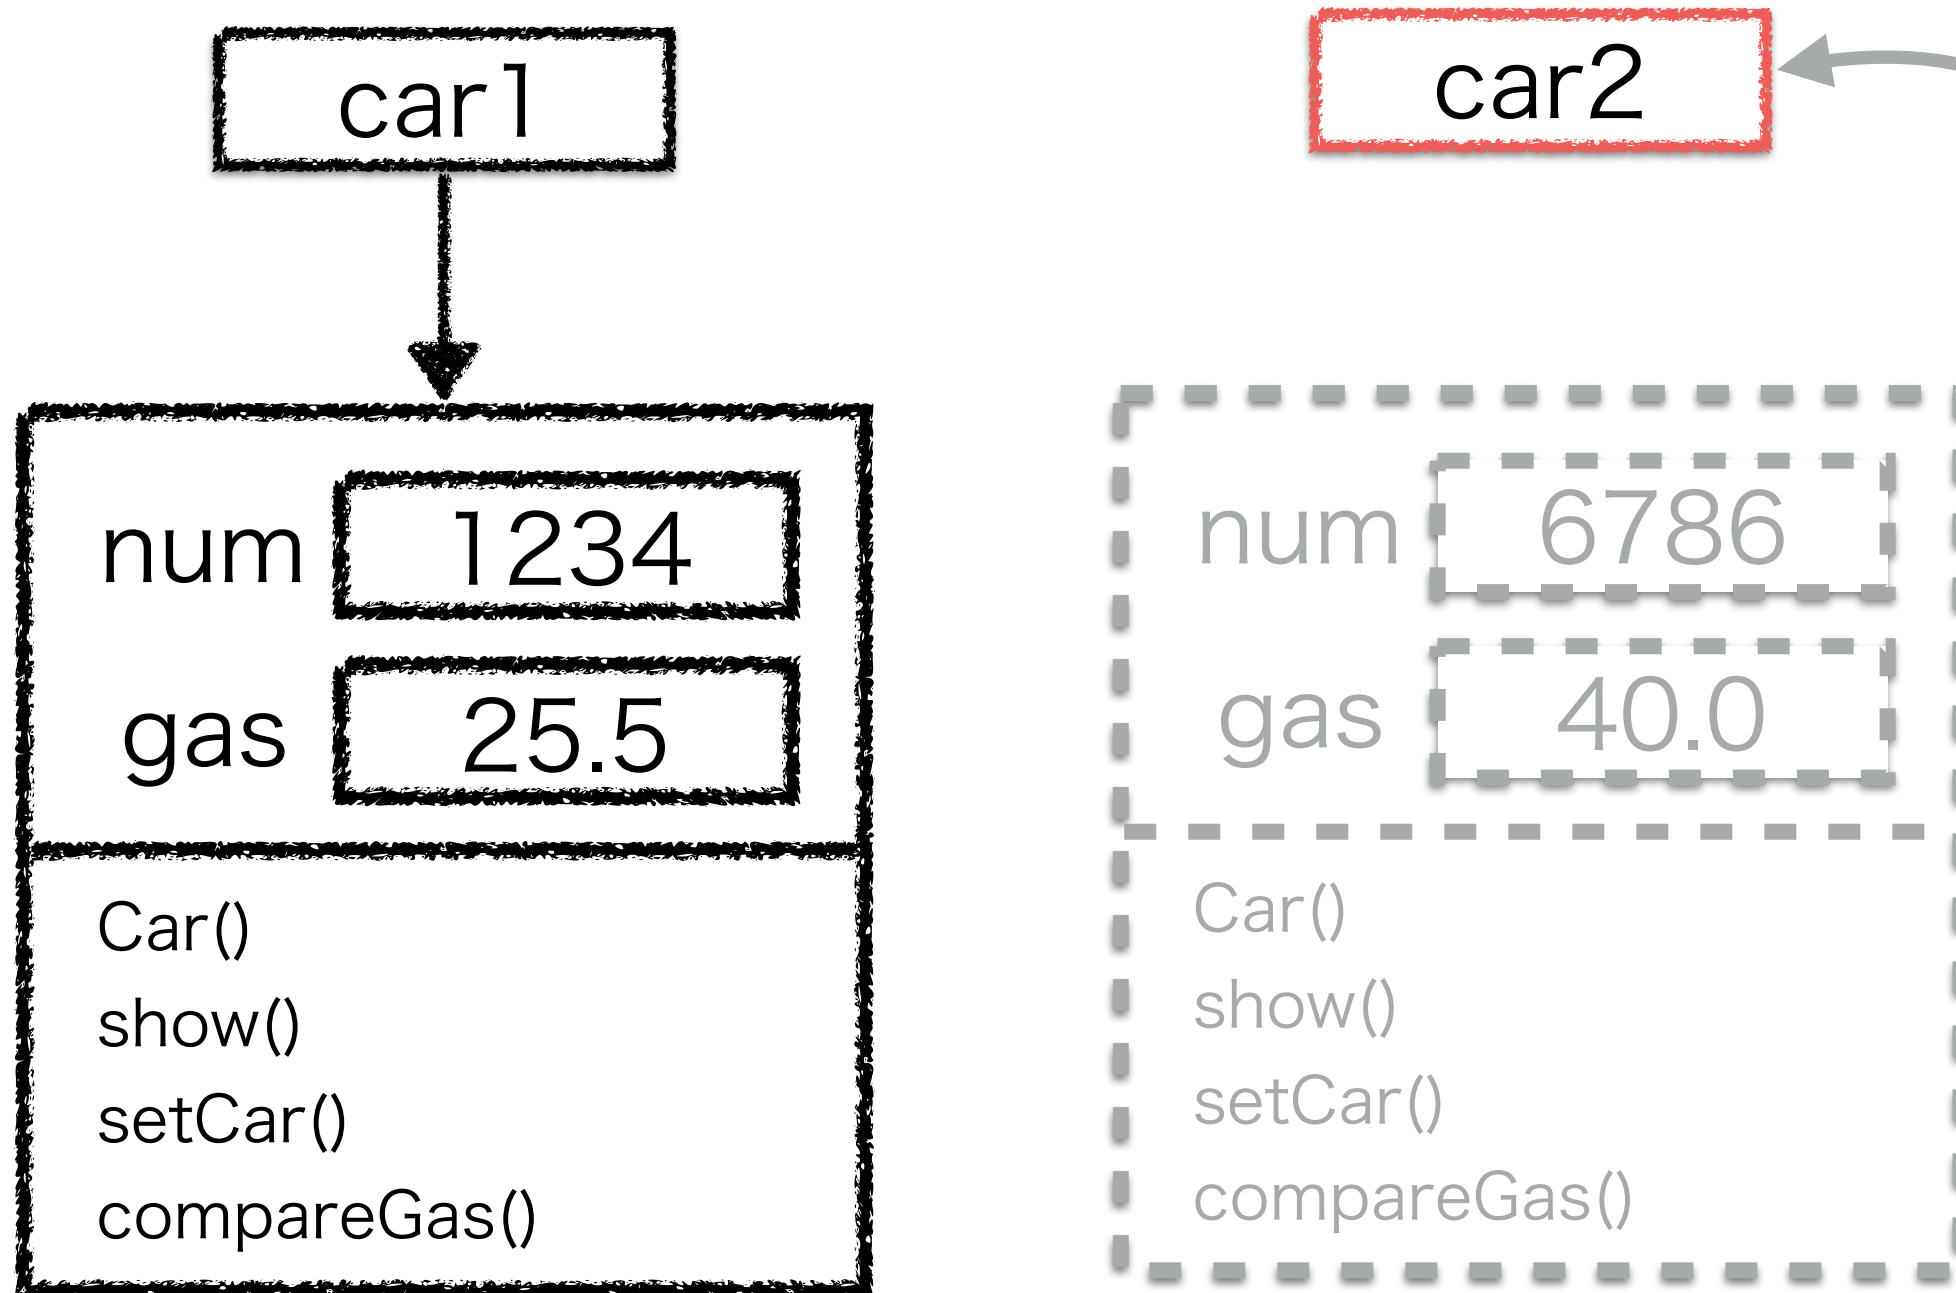 car1
num 1234
gas 25.5
Car()
show()
setCar()
compareGas()
car2
num 6786
gas 40.0
Car()
show()
setCar()
compareGas()